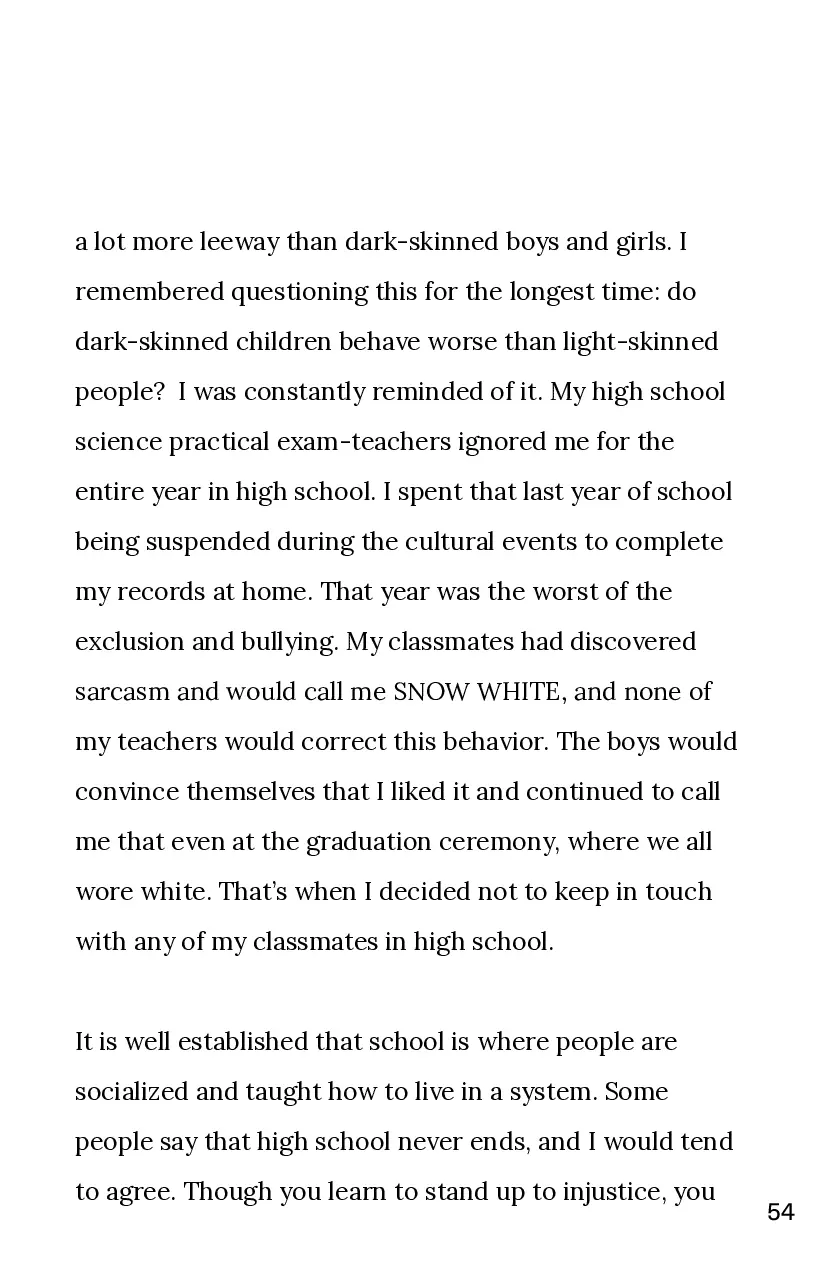 a lot more leeway than dark-skinned boys and girls. I
remembered questioning this for the longest time: do
dark-skinned children behave worse than light-skinned
people?  I was constantly reminded of it. My high school
science practical exam-teachers ignored me for the
entire year in high school. I spent that last year of school
being suspended during the cultural events to complete
my records at home. That year was the worst of the
exclusion and bullying. My classmates had discovered
sarcasm and would call me SNOW WHITE, and none of
my teachers would correct this behavior. The boys would
convince themselves that I liked it and continued to call
me that even at the graduation ceremony, where we all
wore white. That’s when I decided not to keep in touch
with any of my classmates in high school.
It is well established that school is where people are
socialized and taught how to live in a system. Some
people say that high school never ends, and I would tend
to agree. Though you learn to stand up to injustice, you
54